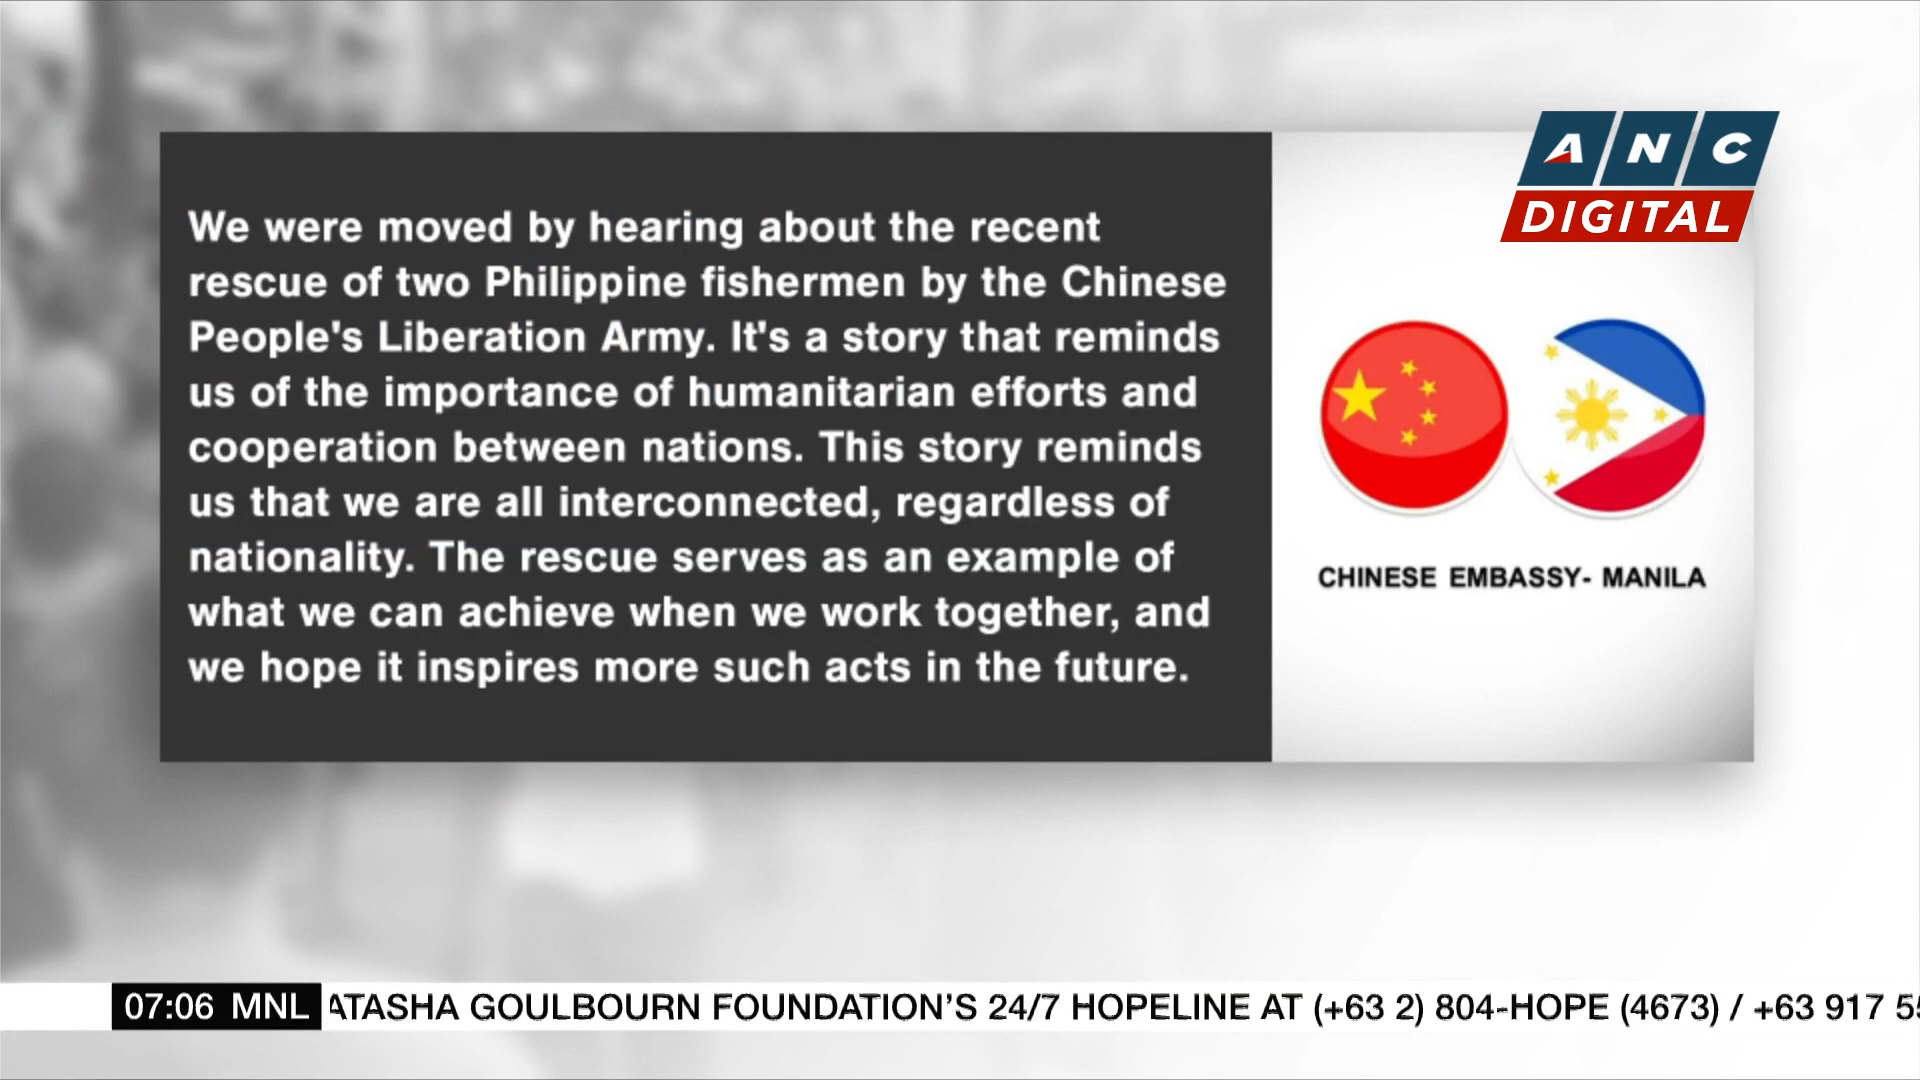 ANC
DIGITAL
We were moved by hearing about the recent
rescue of two Philippine fishermen by the Chinese
People's Liberation Army. It's a story that reminds
us of the importance of humanitarian efforts and
cooperation between nations. This story reminds
us that we are all interconnected, regardless of
nationality. The rescue serves as an example of
what we can achieve when we work together, and
we hope it inspires more such acts in the future.
CHINESE EMBASSY- MANILA
07:06 MNL
ATASHA GOULBOURN FOUNDATION'S 24/7 HOPELINE AT (+63 2) 804-HOPE (4673) / +63 917 55